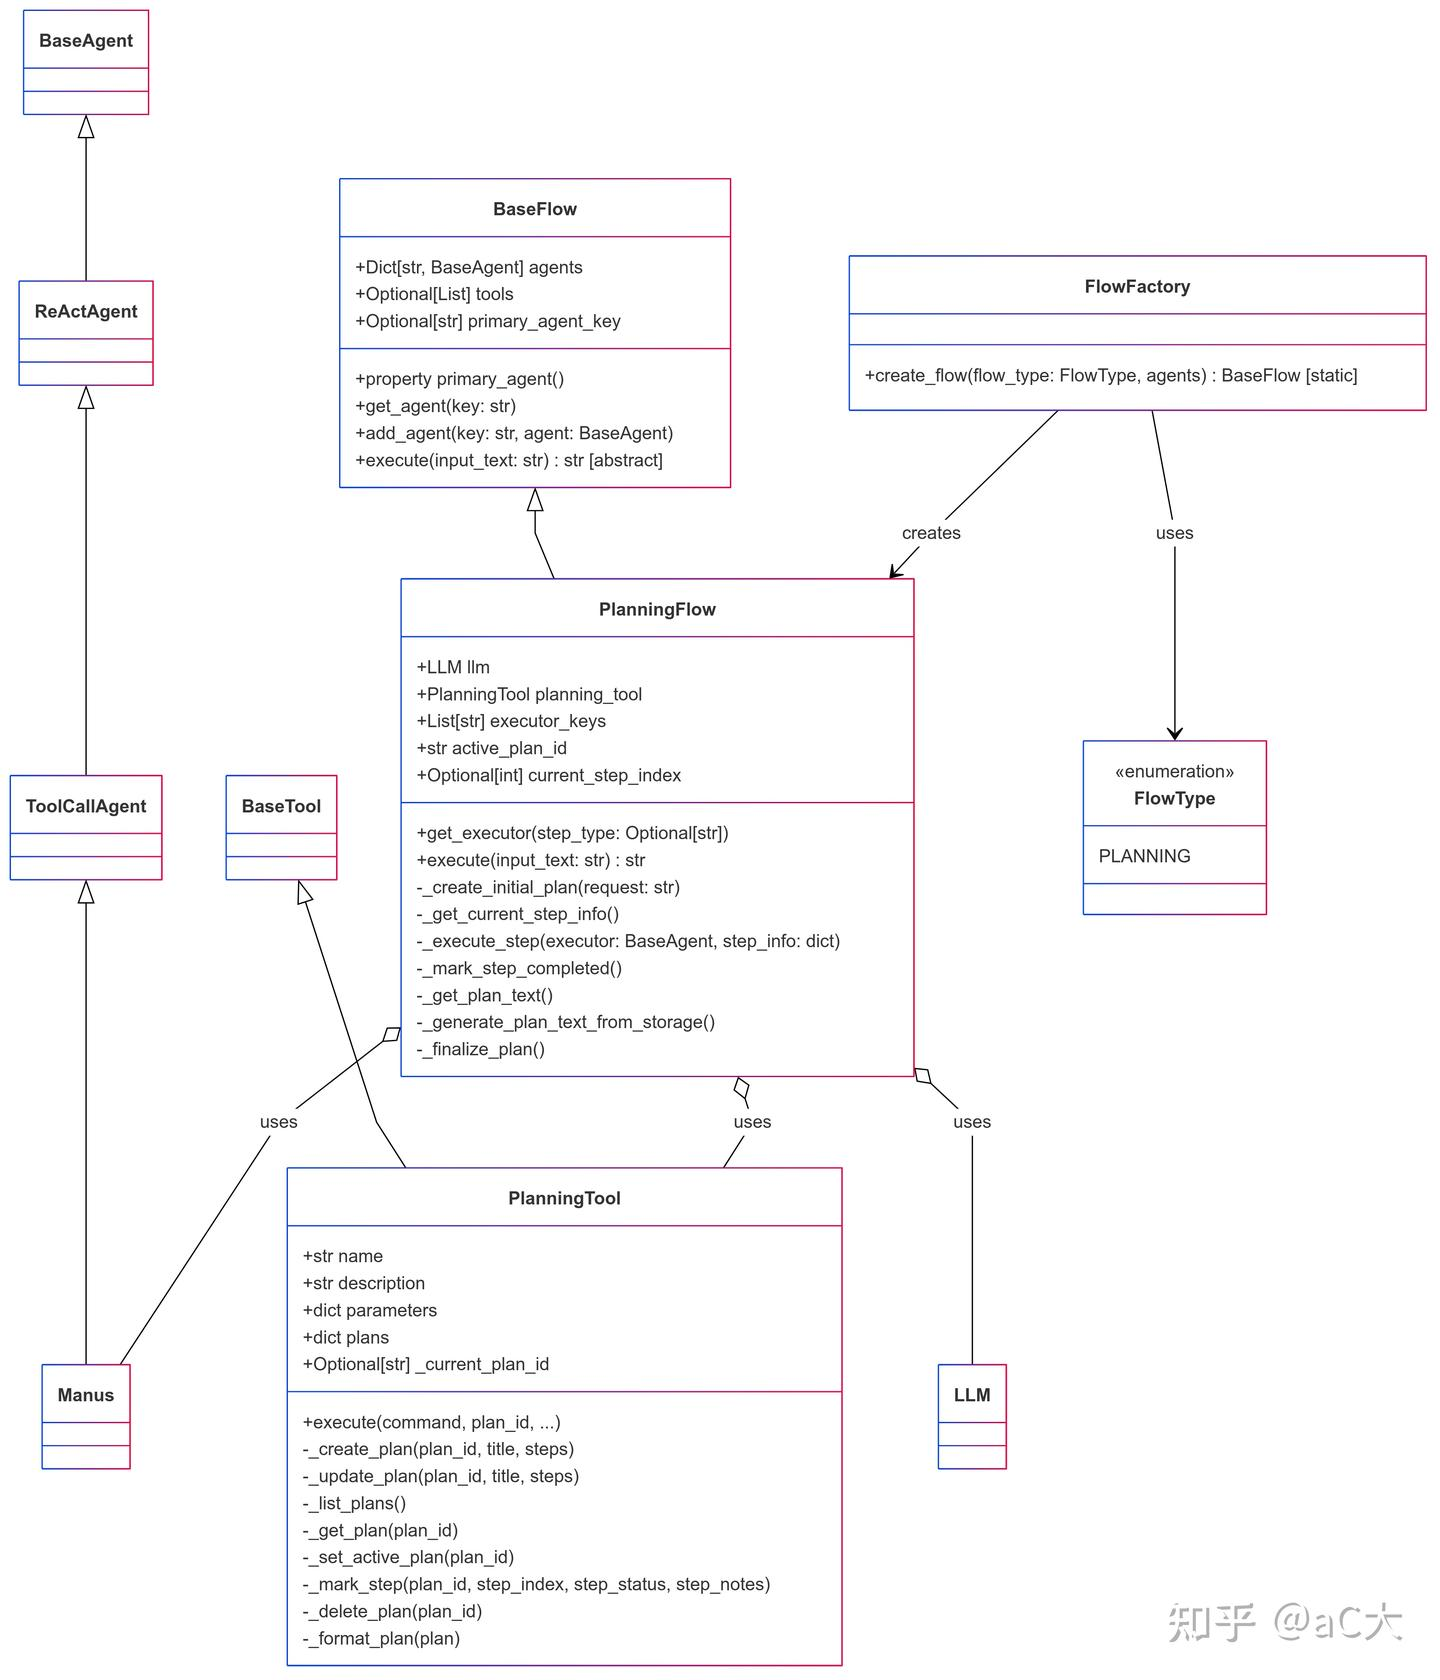 BaseAgent
ReActAgent
BaseFlow
+Dict[str, BaseAgent] agents
+Optional[List] tools
+Optional[str] primary_agent_key
+property primary_agent()
+get_agent(key: str)
+add_agent(key: str, agent: BaseAgent)
+execute(input_text: str) : str [abstract]
FlowFactory
+create_flow(flow_type: FlowType, agents) : BaseFlow [static]
creates
uses
PlanningFlow
+LLM llm
+PlanningTool planning_tool
+List[str] executor_keys
+str active_plan_id
+Optional[int] current_step_index
+get_executor(step_type: Optional[str])
+execute(input_text: str) : str
-_create_initial_plan(request: str)
-_get_current_step_info()
-_execute_step(executor: BaseAgent, step_info: dict)
-_mark_step_completed()
-_get_plan_text()
-_generate_plan_text_from_storage()
-_finalize_plan()
«enumeration»
FlowType
PLANNING
ToolCallAgent
BaseTool
uses
uses
uses
PlanningTool
+str name
+str description
+dict parameters
+dict plans
+Optional[str] _current_plan_id
+execute(command, plan_id, ...)
-_create_plan(plan_id, title, steps)
-_update_plan(plan_id, title, steps)
-_list_plans()
-_get_plan(plan_id)
-_set_active_plan(plan_id)
-_mark_step(plan_id, step_index, step_status, step_notes)
-_delete_plan(plan_id)
-_format_plan(plan)
Manus
LLM
知乎 @aC大